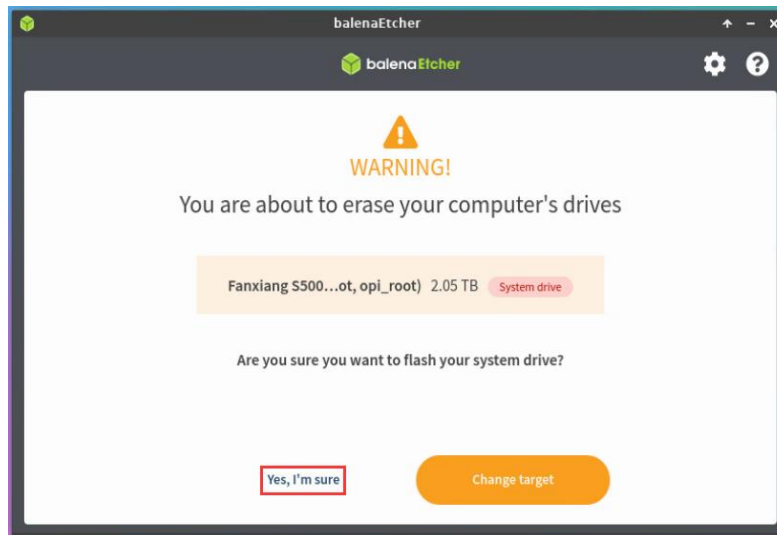 balenaEtcher
balenaEtcher
WARNING!
You are about to erase your computer's drives
Fanxiang S500...ot, opi_root) 2.05 TB System drive
Are you sure you want to flash your system drive?
Yes, I'm sure Change target